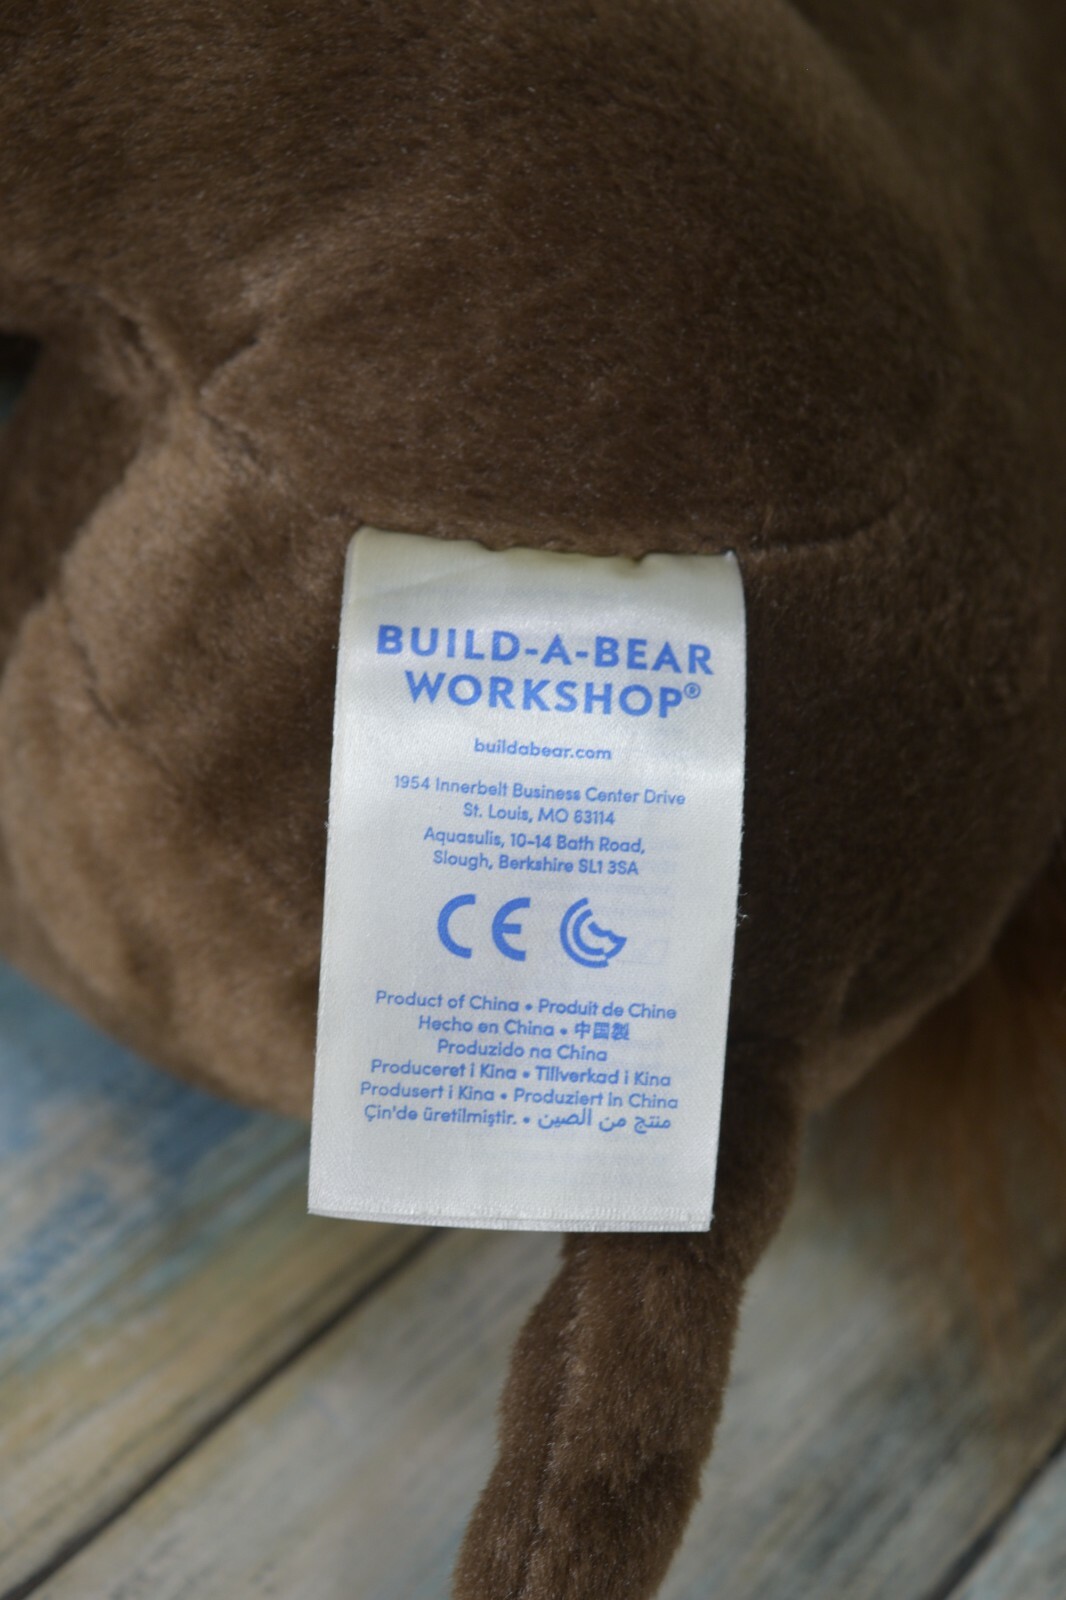 BUILD-A-BEAR
WORKSHOP®
buildabear.com
1954 Innerbelt Business Center Drive
St. Louis, MO 63114
Aquasulis, 10-14 Bath Road,
Slough, Berkshire SL1 3SA
CE
Product of China • Produit de Chine
Hecho en China • 中国製
Produzido na China
Produceret i Kina • Tillverkad i Kina
Produsert i Kina • Produziert in China
Çin'de üretilmiştir. • منتج من الصين